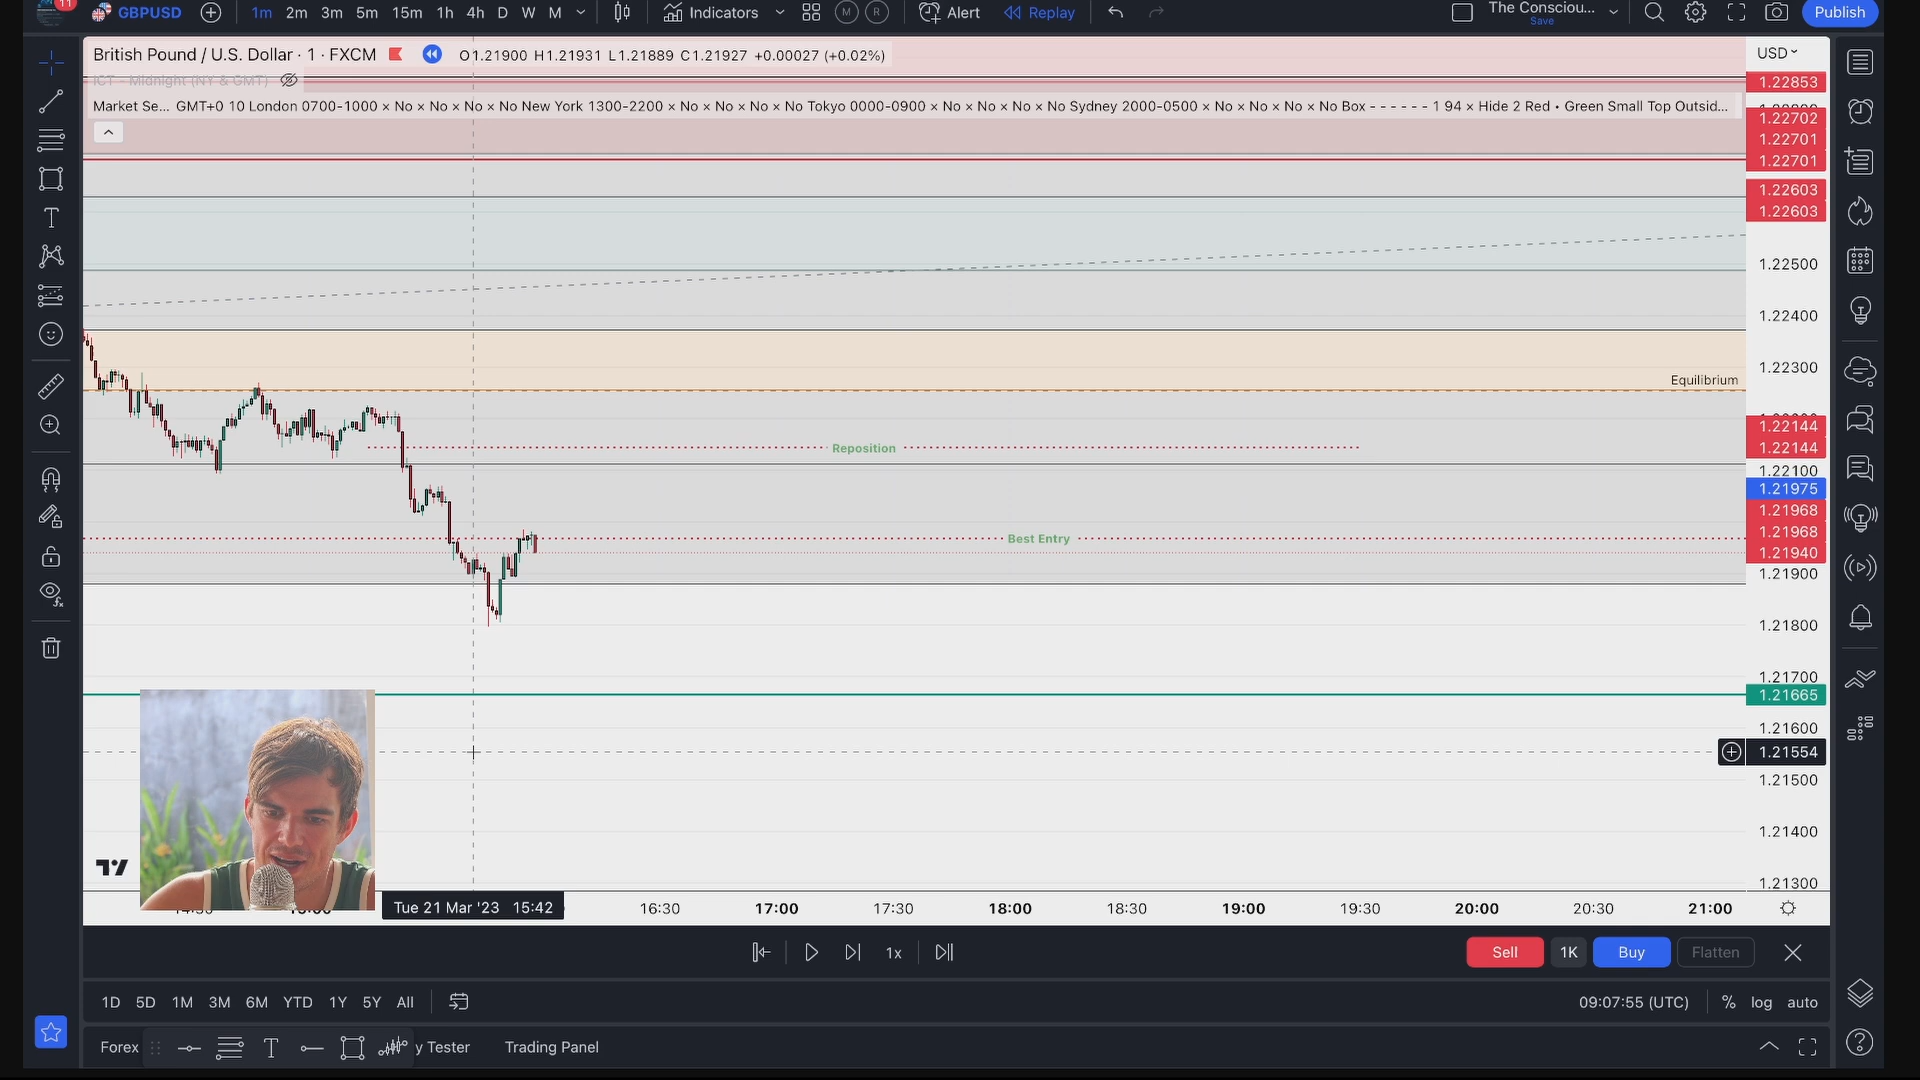 11
GBPUSD 1m 2m 3m 5m 15m 1h 4h D W M Indicators M R Alert Replay The Consciou... Save Publish
British Pound / U.S. Dollar · 1 · FXCM O1.21900 H1.21931 L1.21889 C1.21927 +0.00027 (+0.02%)
USD
ICT - Midnight (NY & GMT)
1.22853
Market Se... GMT+0 10 London 0700-1000 × No × No × No × No New York 1300-2200 × No × No × No × No Tokyo 0000-0900 × No × No × No × No Sydney 2000-0500 × No × No × No × No Box - - - - - - 1 94 × Hide 2 Red • Green Small Top Outsid...
1.22702
1.22701
1.22701
1.22603
1.22603
1.22500
1.22400
1.22300
Equilibrium
1.22144
Reposition
1.22144
1.22100
1.21975
1.21968
Best Entry
1.21968
1.21940
1.21900
1.21800
1.21700
1.21665
1.21600
1.21554
1.21500
1.21400
1.21300
Tue 21 Mar '23 15:42
16:30 17:00 17:30 18:00 18:30 19:00 19:30 20:00 20:30 21:00
1x
Sell 1K Buy Flatten
1D 5D 1M 3M 6M YTD 1Y 5Y All
09:07:55 (UTC) % log auto
Forex y Tester Trading Panel